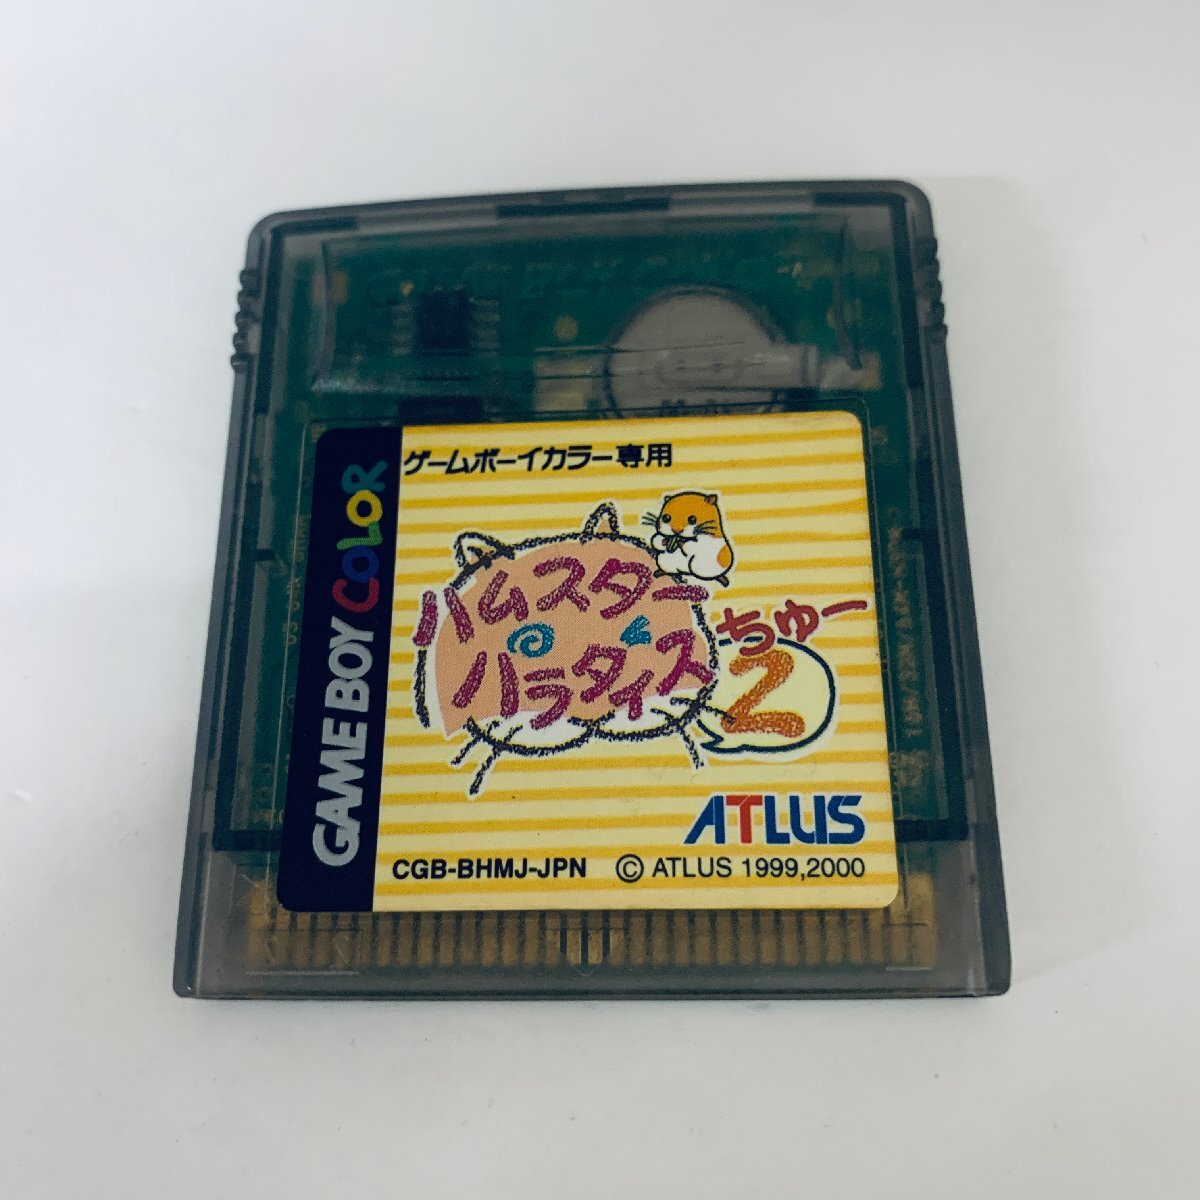 ゲームボーイカラー専用
GAME BOY COLOR
ハムスター
パラダイス
ちゅー
2
ATLUS
CGB-BHMJ-JPN © ATLUS 1999,2000